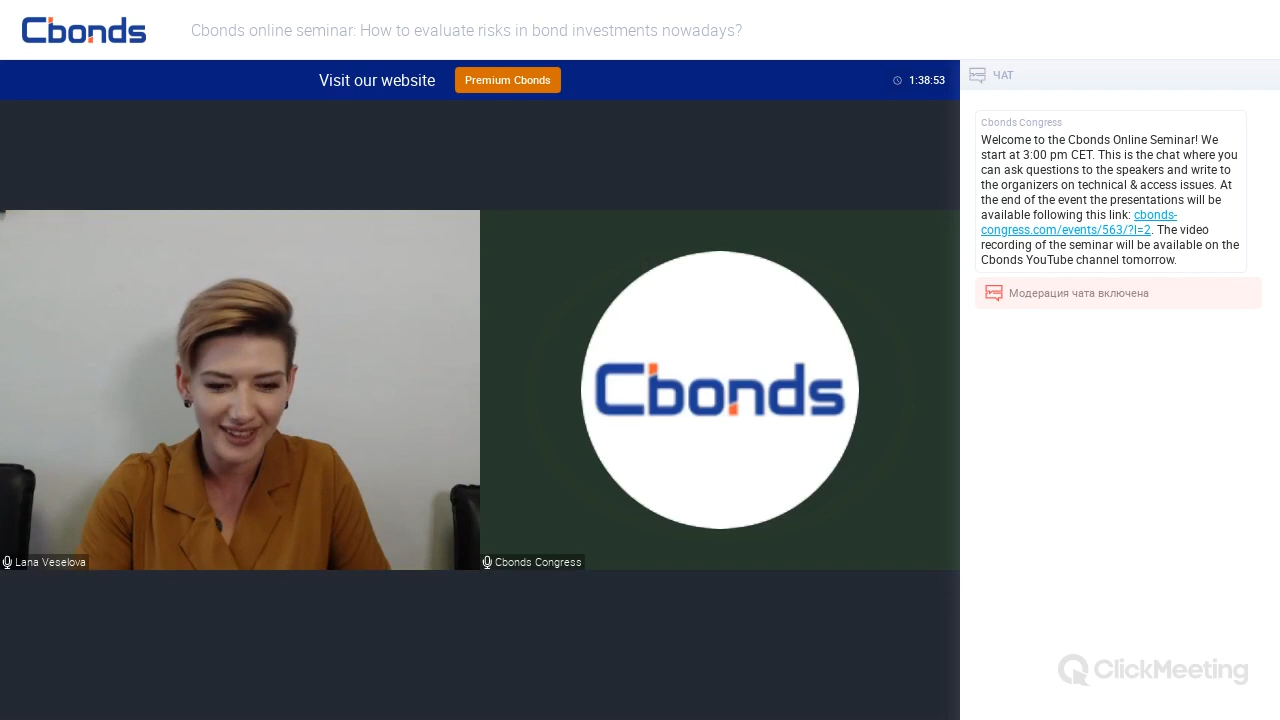 Cbonds
Cbonds online seminar: How to evaluate risks in bond investments nowadays?
Visit our website
Premium Cbonds
1:38:53
ЧАТ
Cbonds Congress
Welcome to the Cbonds Online Seminar! We
start at 3:00 pm CET. This is the chat where you
can ask questions to the speakers and write to
the organizers on technical & access issues. At
the end of the event the presentations will be
available following this link: cbonds-
congress.com/events/563/?l=2. The video
recording of the seminar will be available on the
Cbonds YouTube channel tomorrow.
Модерация чата включена
Cbonds
Lana Veselova
Cbonds Congress
ClickMeeting